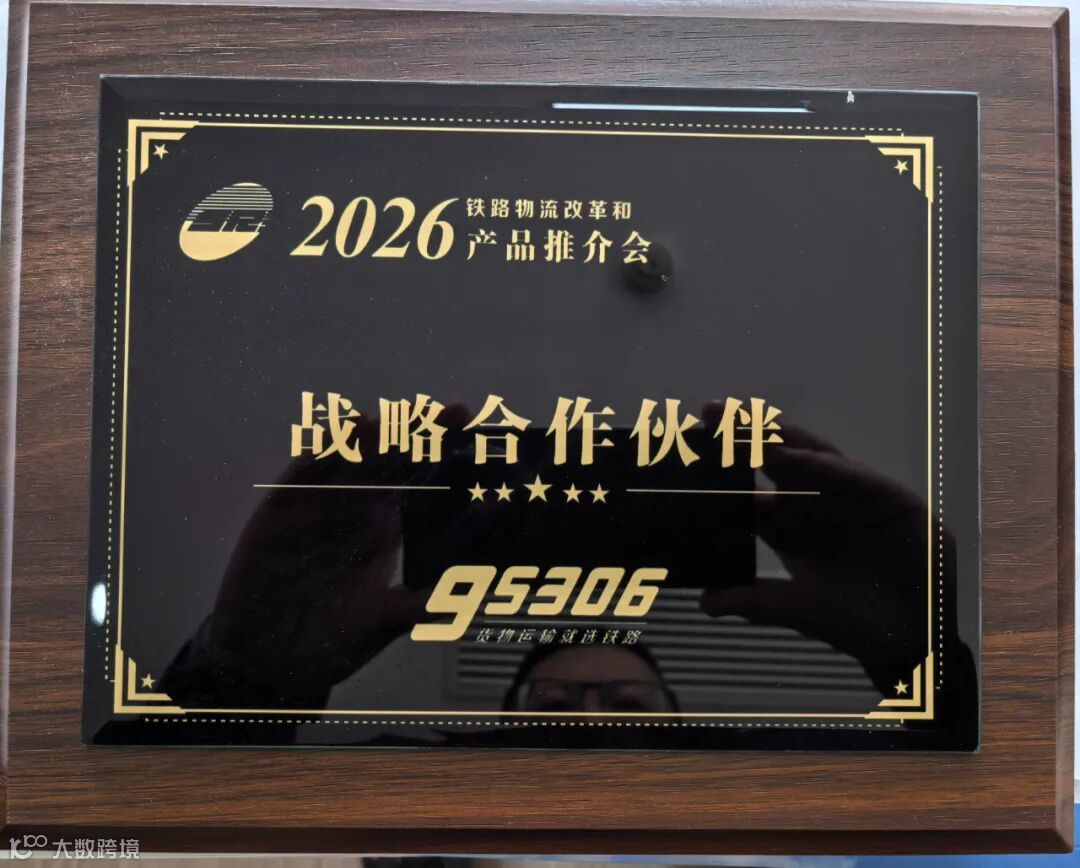 2026 铁路物流改革和
产品推介会
战略合作伙伴
95306
货物运输就选铁路
大数跨境